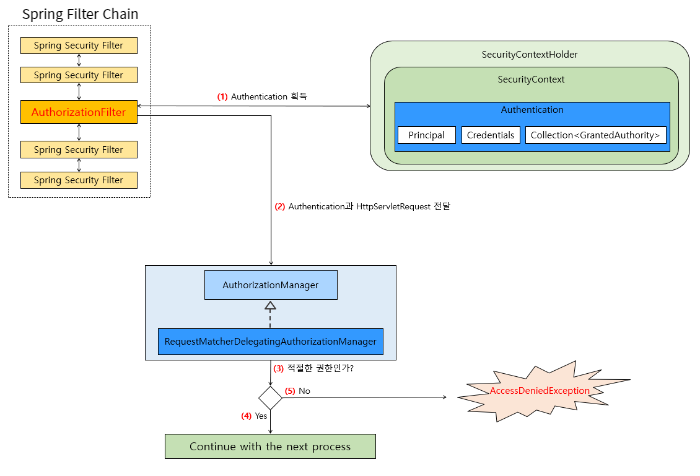 Spring Filter Chain
Spring Security Filter
Spring Security Filter
AuthorizationFilter
Spring Security Filter
Spring Security Filter
(1) Authentication 획득
SecurityContextHolder
SecurityContext
Authentication
Principal
Credentials
Collection<GrantedAuthority>
(2) Authentication과 HttpServletRequest 전달
AuthorizationManager
RequestMatcherDelegatingAuthorizationManager
(3) 적절한 권한인가?
(5) No
AccessDeniedException
(4) Yes
Continue with the next process